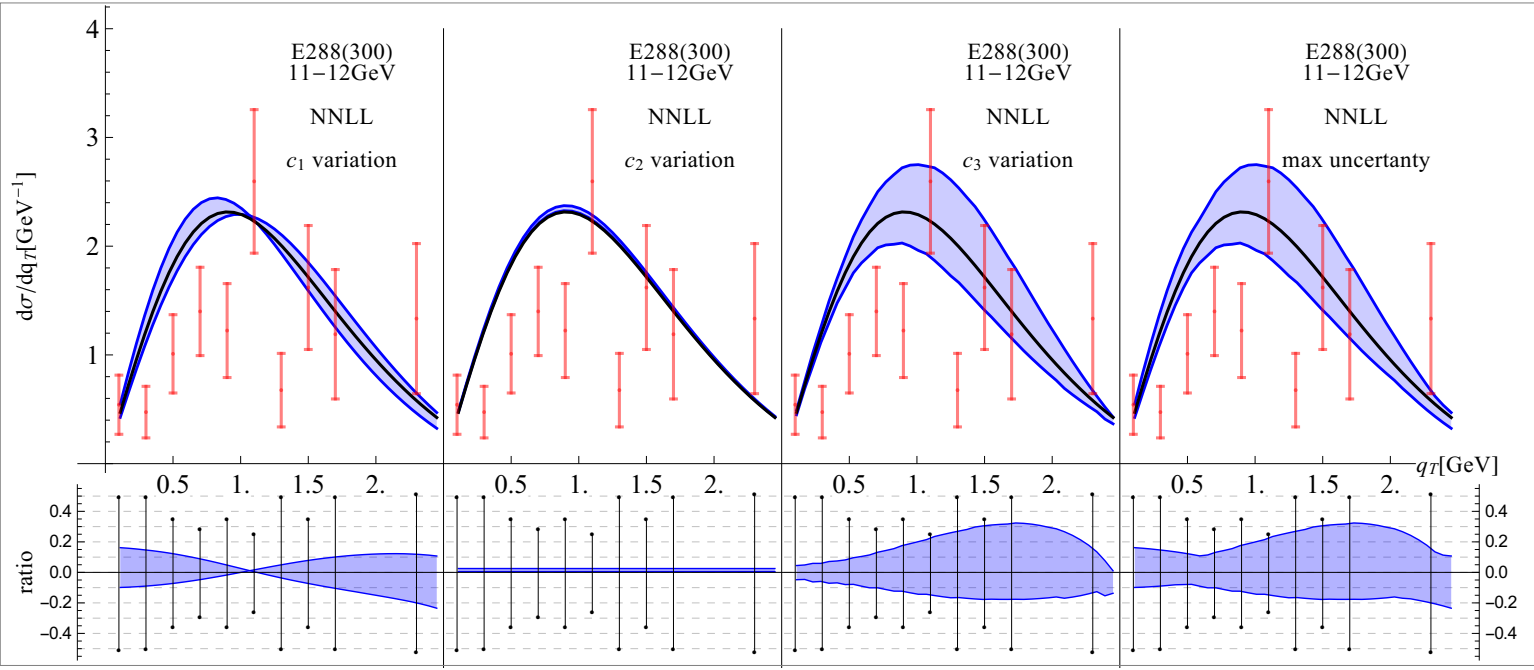 4
3
2
1
dσ/dq_T[GeV⁻¹]
E288(300)
11−12GeV
NNLL
c₁ variation
E288(300)
11−12GeV
NNLL
c₂ variation
E288(300)
11−12GeV
NNLL
c₃ variation
E288(300)
11−12GeV
NNLL
max uncertanty
q_T[GeV]
0.5 1. 1.5 2.
0.5 1. 1.5 2.
0.5 1. 1.5 2.
0.5 1. 1.5 2.
ratio
0.4
0.2
0.0
−0.2
−0.4
0.4
0.2
0.0
−0.2
−0.4